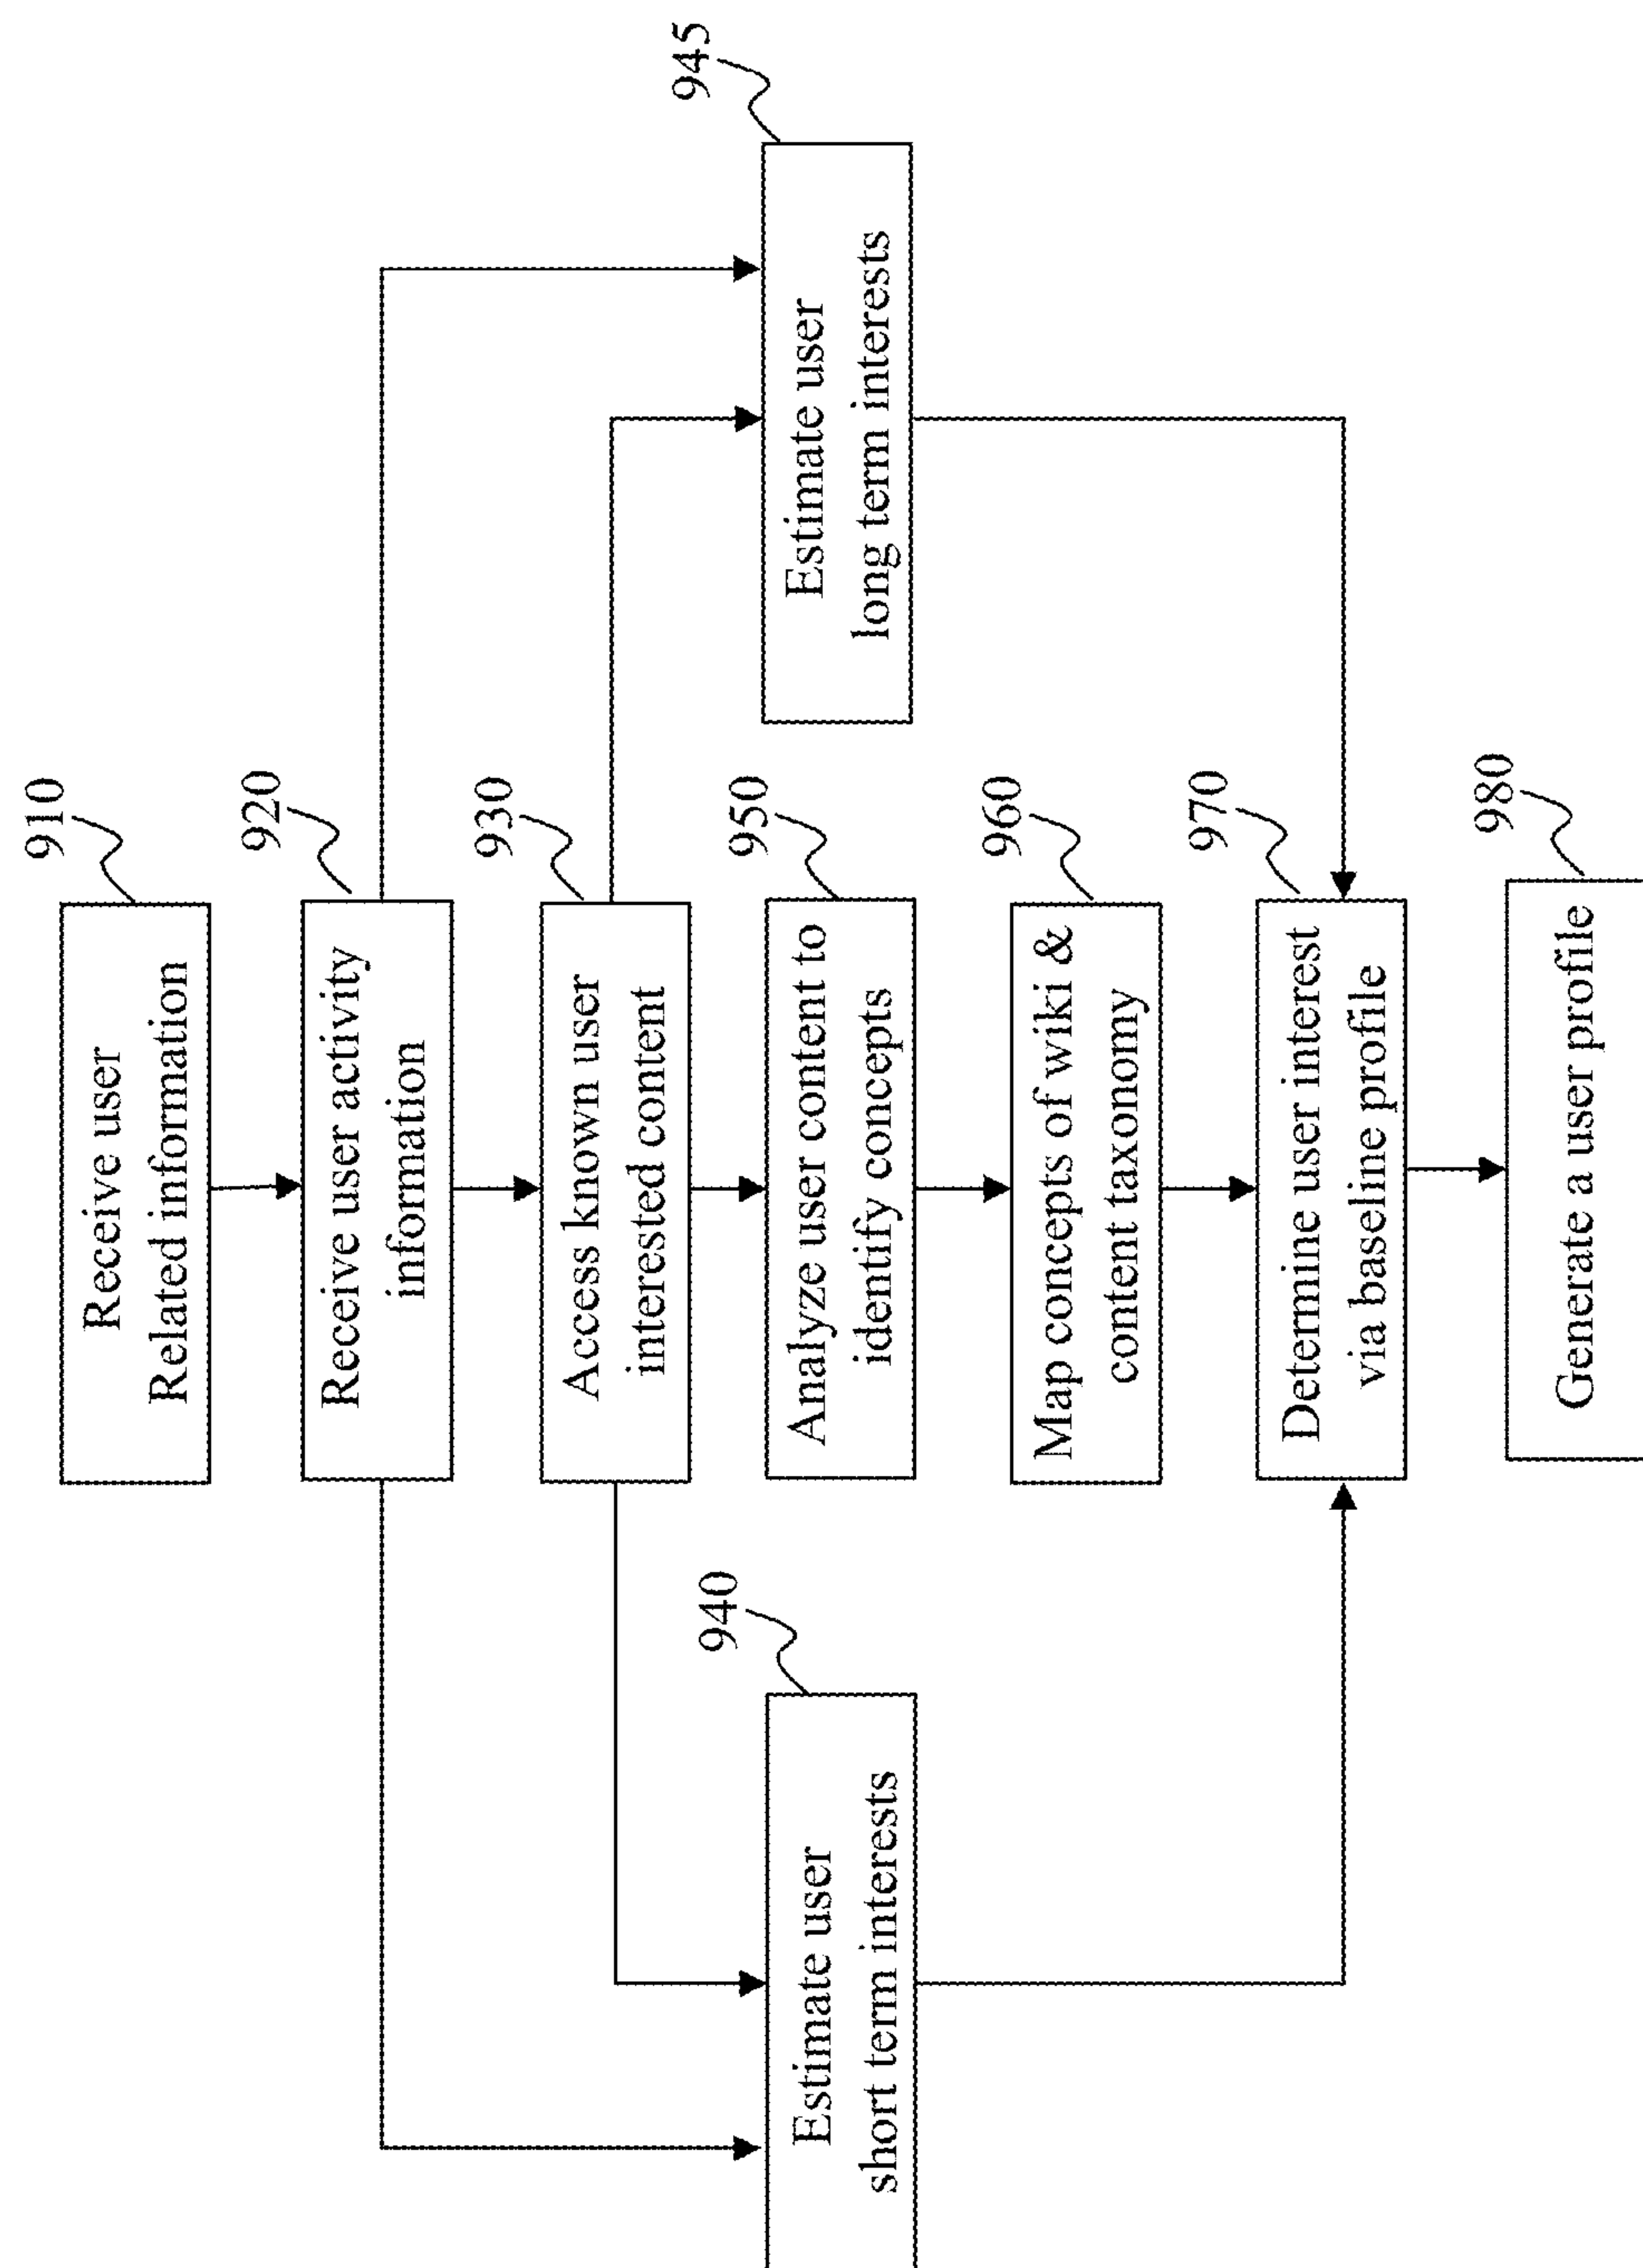 910
Receive user
Related information
920
Receive user activity
information
930
Access known user
interested content
940
Estimate user
short term interests
950
Analyze user content to
identify concepts
945
Estimate user
long term interests
960
Map concepts of wiki &
content taxonomy
970
Determine user interest
via baseline profile
980
Generate a user profile